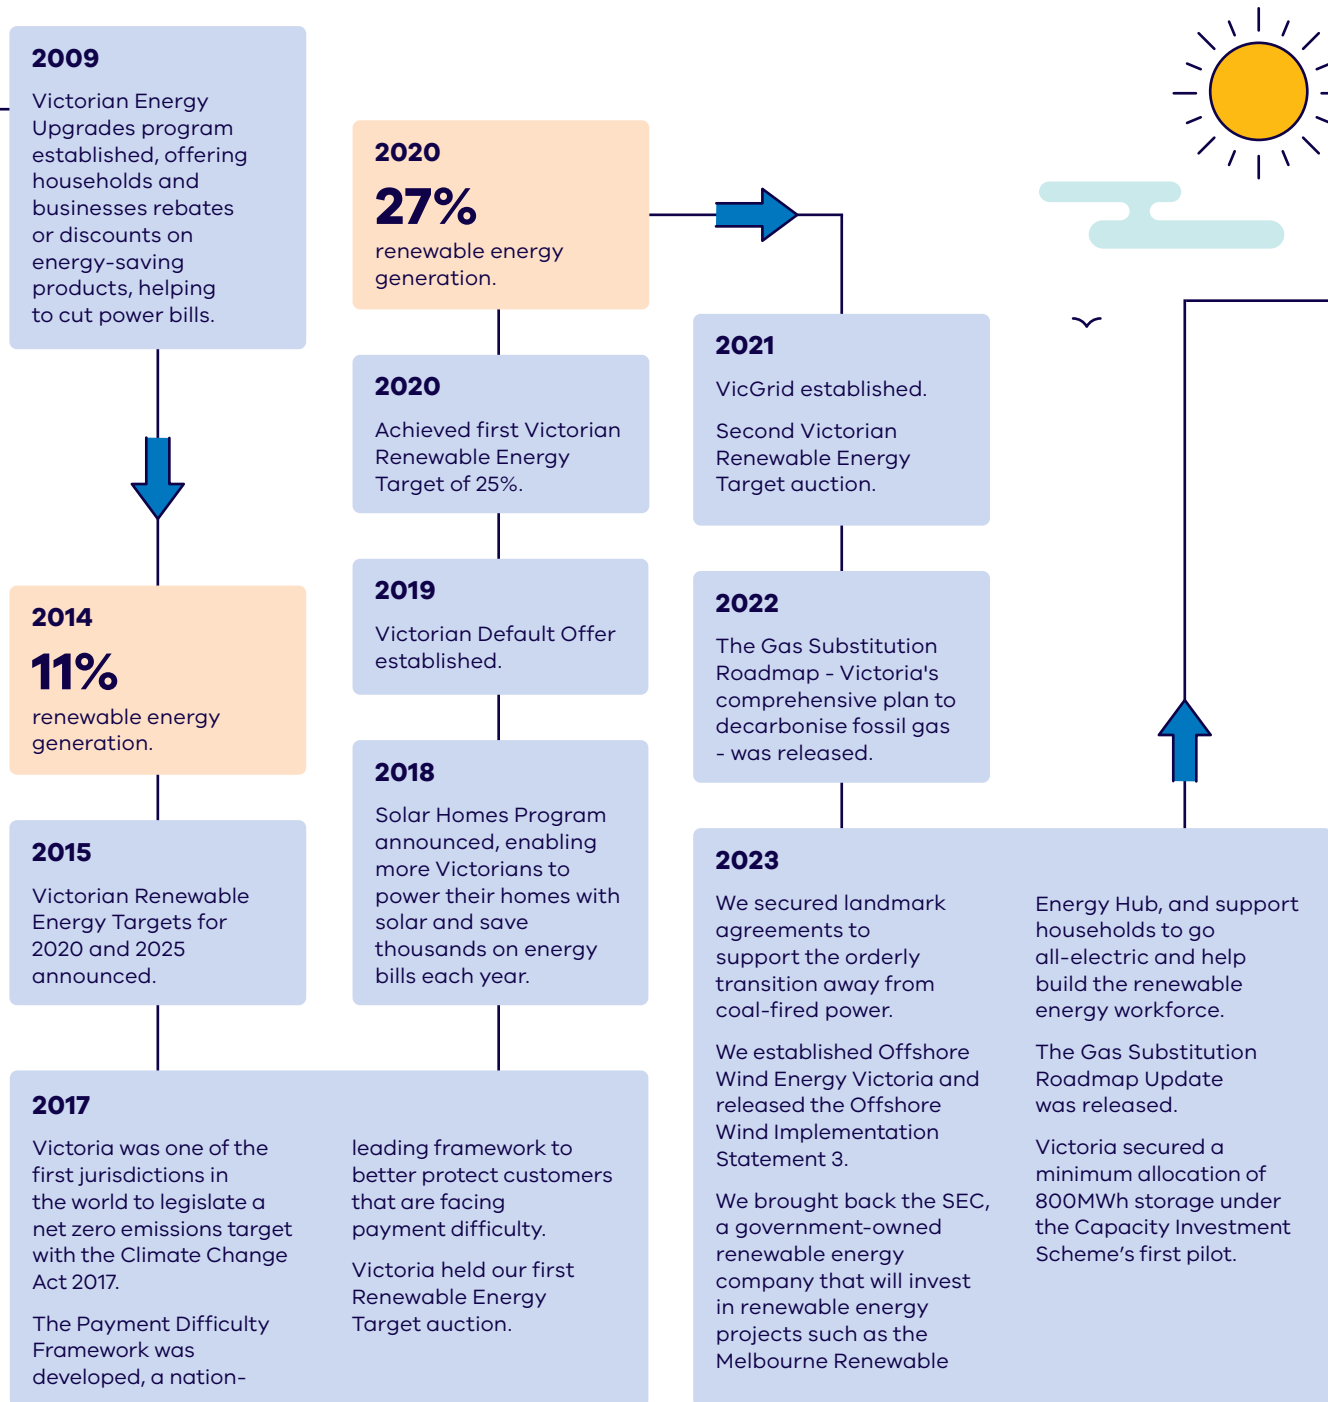 2009
Victorian Energy
Upgrades program
established, offering
households and
businesses rebates
or discounts on
energy-saving
products, helping
to cut power bills.
2014
11%
renewable energy
generation.
2015
Victorian Renewable
Energy Targets for
2020 and 2025
announced.
2017
Victoria was one of the
first jurisdictions in
the world to legislate a
net zero emissions target
with the Climate Change
Act 2017.
The Payment Difficulty
Framework was
developed, a nation-
leading framework to
better protect customers
that are facing
payment difficulty.
Victoria held our first
Renewable Energy
Target auction.
2018
Solar Homes Program
announced, enabling
more Victorians to
power their homes with
solar and save
thousands on energy
bills each year.
2019
Victorian Default Offer
established.
2020
Achieved first Victorian
Renewable Energy
Target of 25%.
2020
27%
renewable energy
generation.
2021
VicGrid established.
Second Victorian
Renewable Energy
Target auction.
2022
The Gas Substitution
Roadmap - Victoria's
comprehensive plan to
decarbonise fossil gas
- was released.
2023
We secured landmark
agreements to
support the orderly
transition away from
coal-fired power.
We established Offshore
Wind Energy Victoria and
released the Offshore
Wind Implementation
Statement 3.
We brought back the SEC,
a government-owned
renewable energy
company that will invest
in renewable energy
projects such as the
Melbourne Renewable
Energy Hub, and support
households to go
all-electric and help
build the renewable
energy workforce.
The Gas Substitution
Roadmap Update
was released.
Victoria secured a
minimum allocation of
800MWh storage under
the Capacity Investment
Scheme’s first pilot.